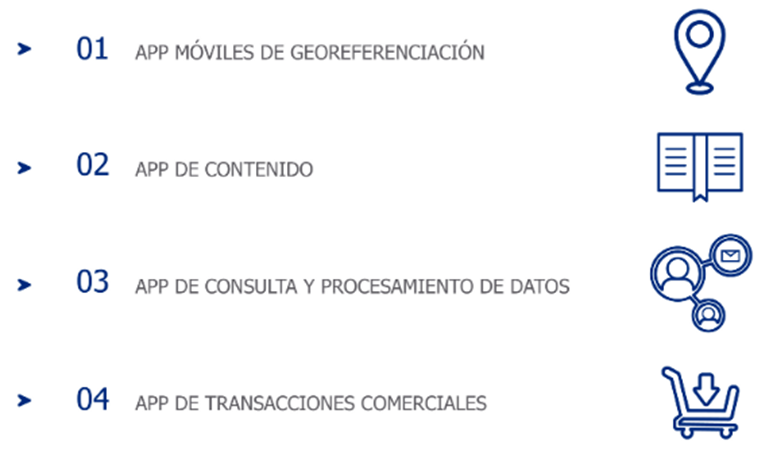 01 APP MÓVILES DE GEOREFERENCIACIÓN
02 APP DE CONTENIDO
03 APP DE CONSULTA Y PROCESAMIENTO DE DATOS
04 APP DE TRANSACCIONES COMERCIALES